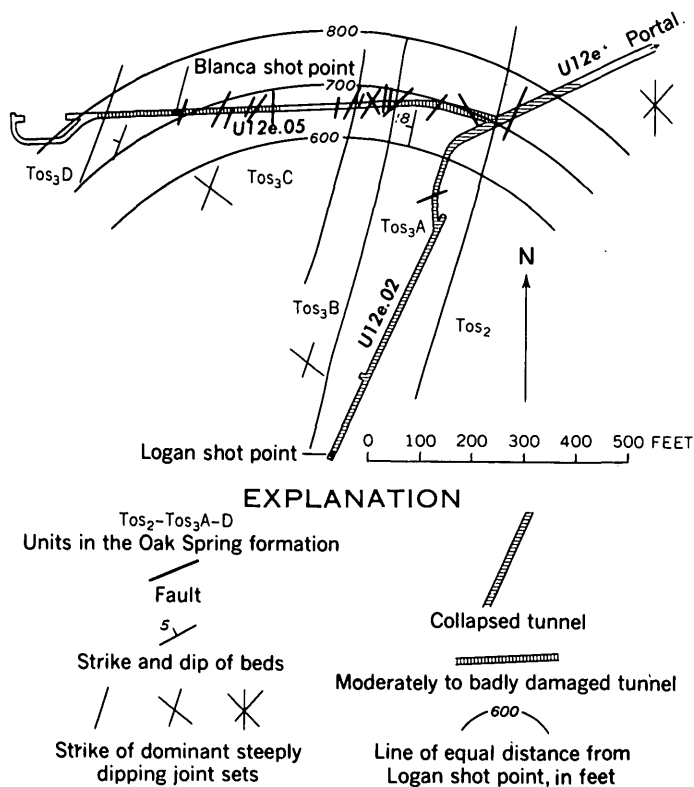 800
U12e
Portal
Blanca shot point
700
U12e.05
600
:8
Tos3D
Tos3C
Tos3A
N
Tos3B
U12e.02
Tos2
Logan shot point
0 100 200 300 400 500 FEET
EXPLANATION
Tos2–Tos3A–D
Units in the Oak Spring formation
Fault
5
Strike and dip of beds
Strike of dominant steeply
dipping joint sets
Collapsed tunnel
Moderately to badly damaged tunnel
600
Line of equal distance from
Logan shot point, in feet